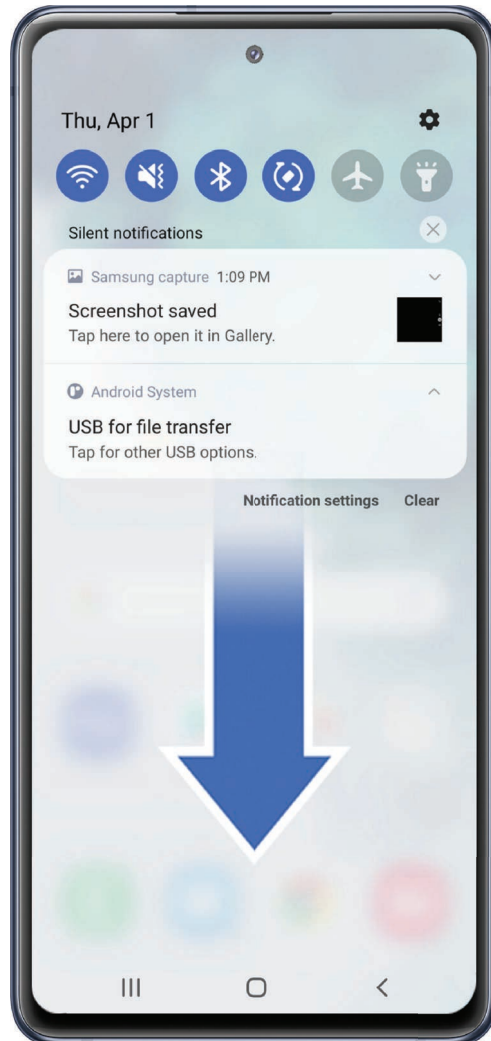 Thu, Apr 1
Silent notifications
Samsung capture 1:09 PM
Screenshot saved
Tap here to open it in Gallery.
Android System
USB for file transfer
Tap for other USB options.
Notification settings Clear